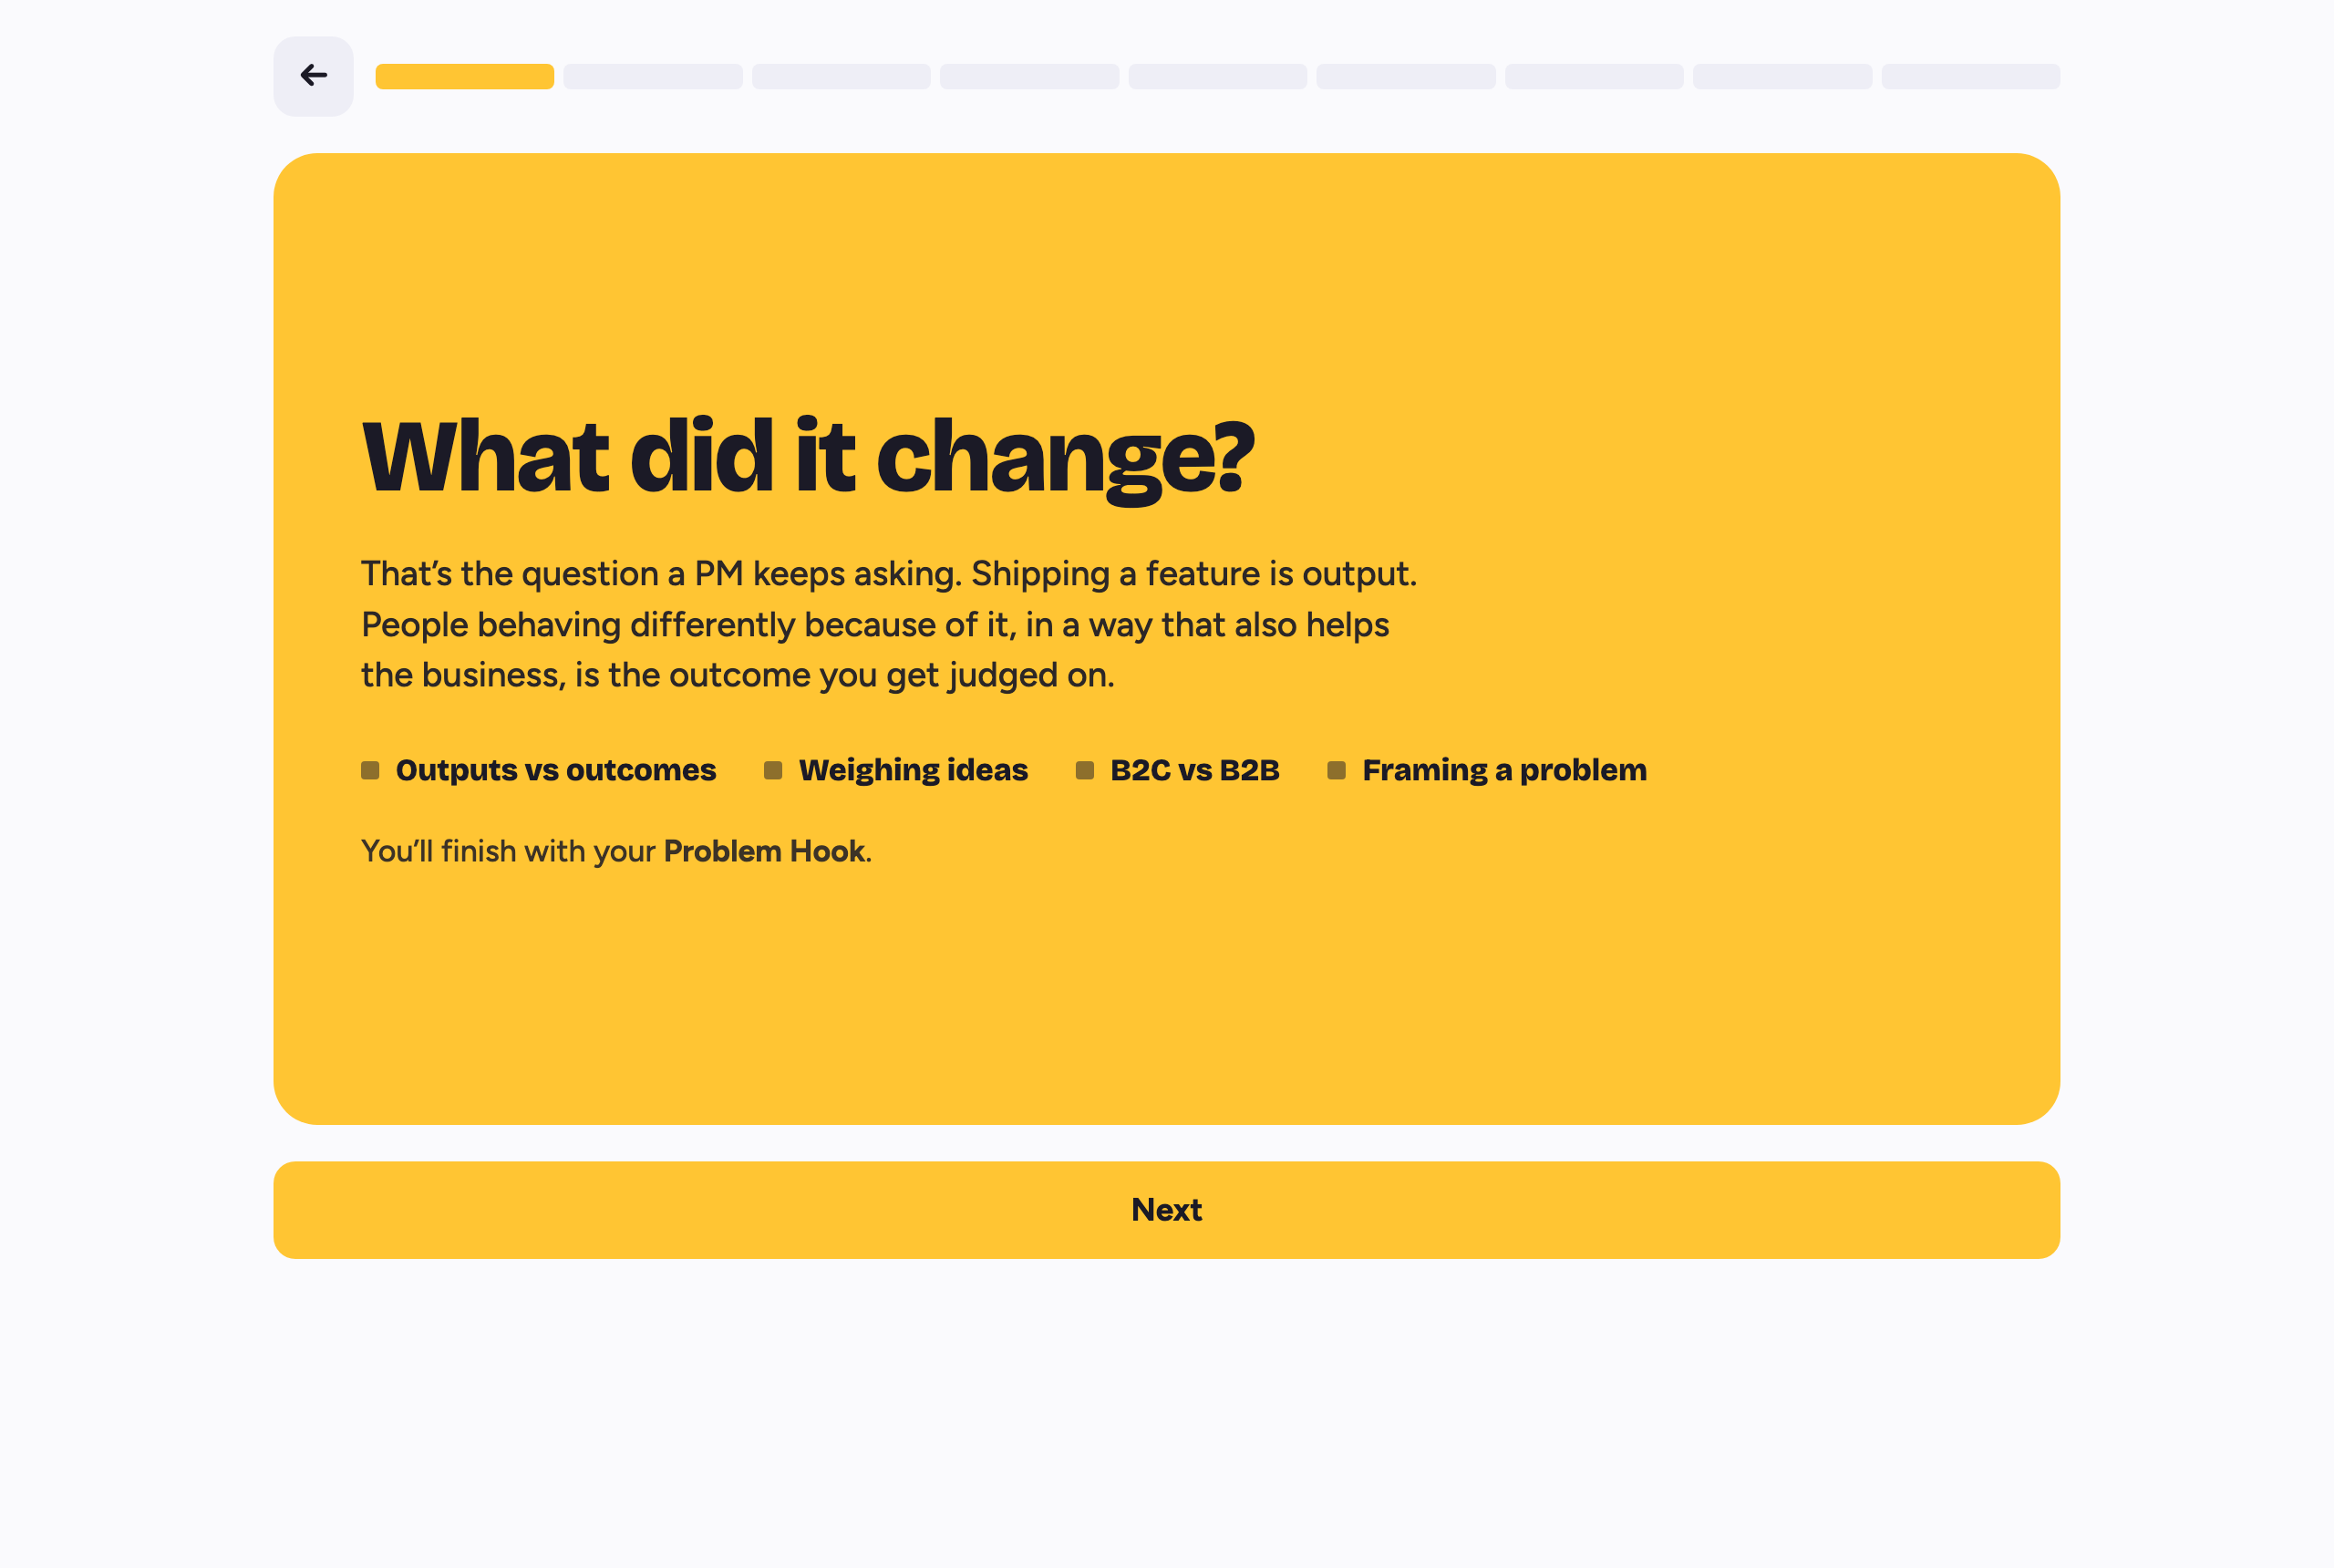 What did it change?
That’s the question a PM keeps asking. Shipping a feature is output.
People behaving differently because of it, in a way that also helps
the business, is the outcome you get judged on.
Outputs vs outcomes
Weighing ideas
B2C vs B2B
Framing a problem
You’ll finish with your Problem Hook.
Next